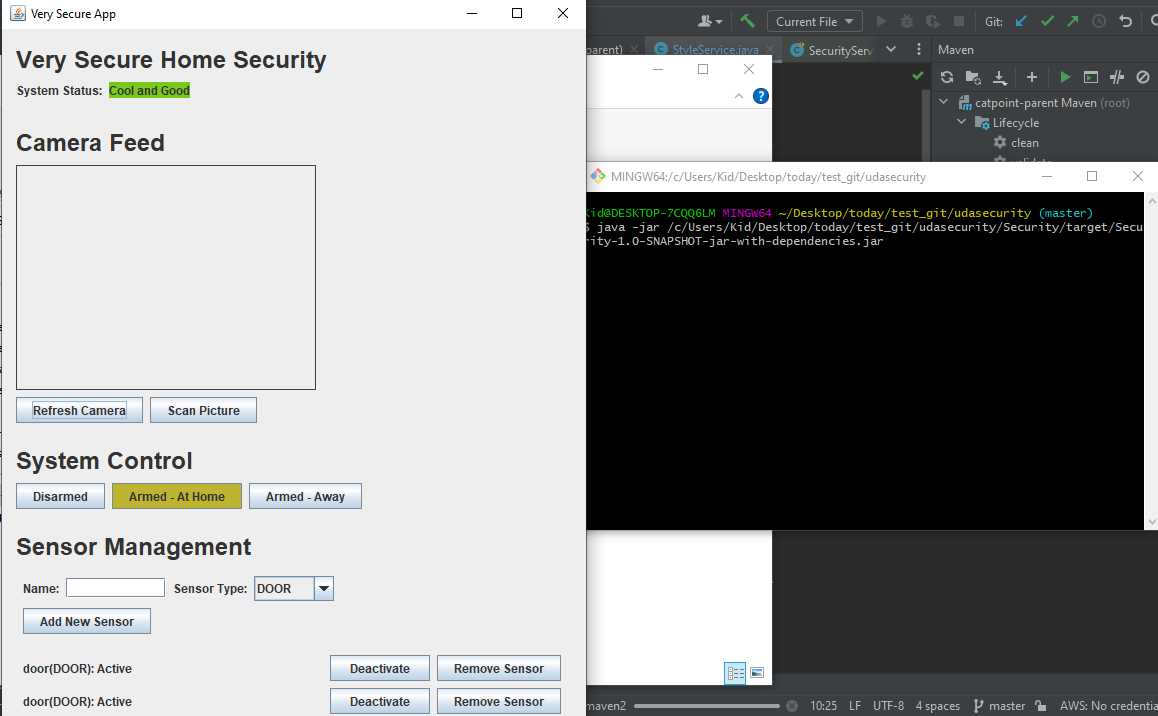 Very Secure App
Very Secure Home Security
System Status: Cool and Good
Camera Feed
Refresh Camera Scan Picture
System Control
Disarmed Armed - At Home Armed - Away
Sensor Management
Name: Sensor Type: DOOR
Add New Sensor
door(DOOR): Active Deactivate Remove Sensor
door(DOOR): Active Deactivate Remove Sensor
Current File Git:
parent) StyleService.java SecurityServ Maven
catpoint-parent Maven (root)
Lifecycle
clean
MINGW64:/c/Users/Kid/Desktop/today/test_git/udasecurity
Kid@DESKTOP-7CQQ6LM MINGW64 ~/Desktop/today/test_git/udasecurity (master)
$ java -jar /c/Users/Kid/Desktop/today/test_git/udasecurity/Security/target/Secu
rity-1.0-SNAPSHOT-jar-with-dependencies.jar
maven2 10:25 LF UTF-8 4 spaces master AWS: No credentia